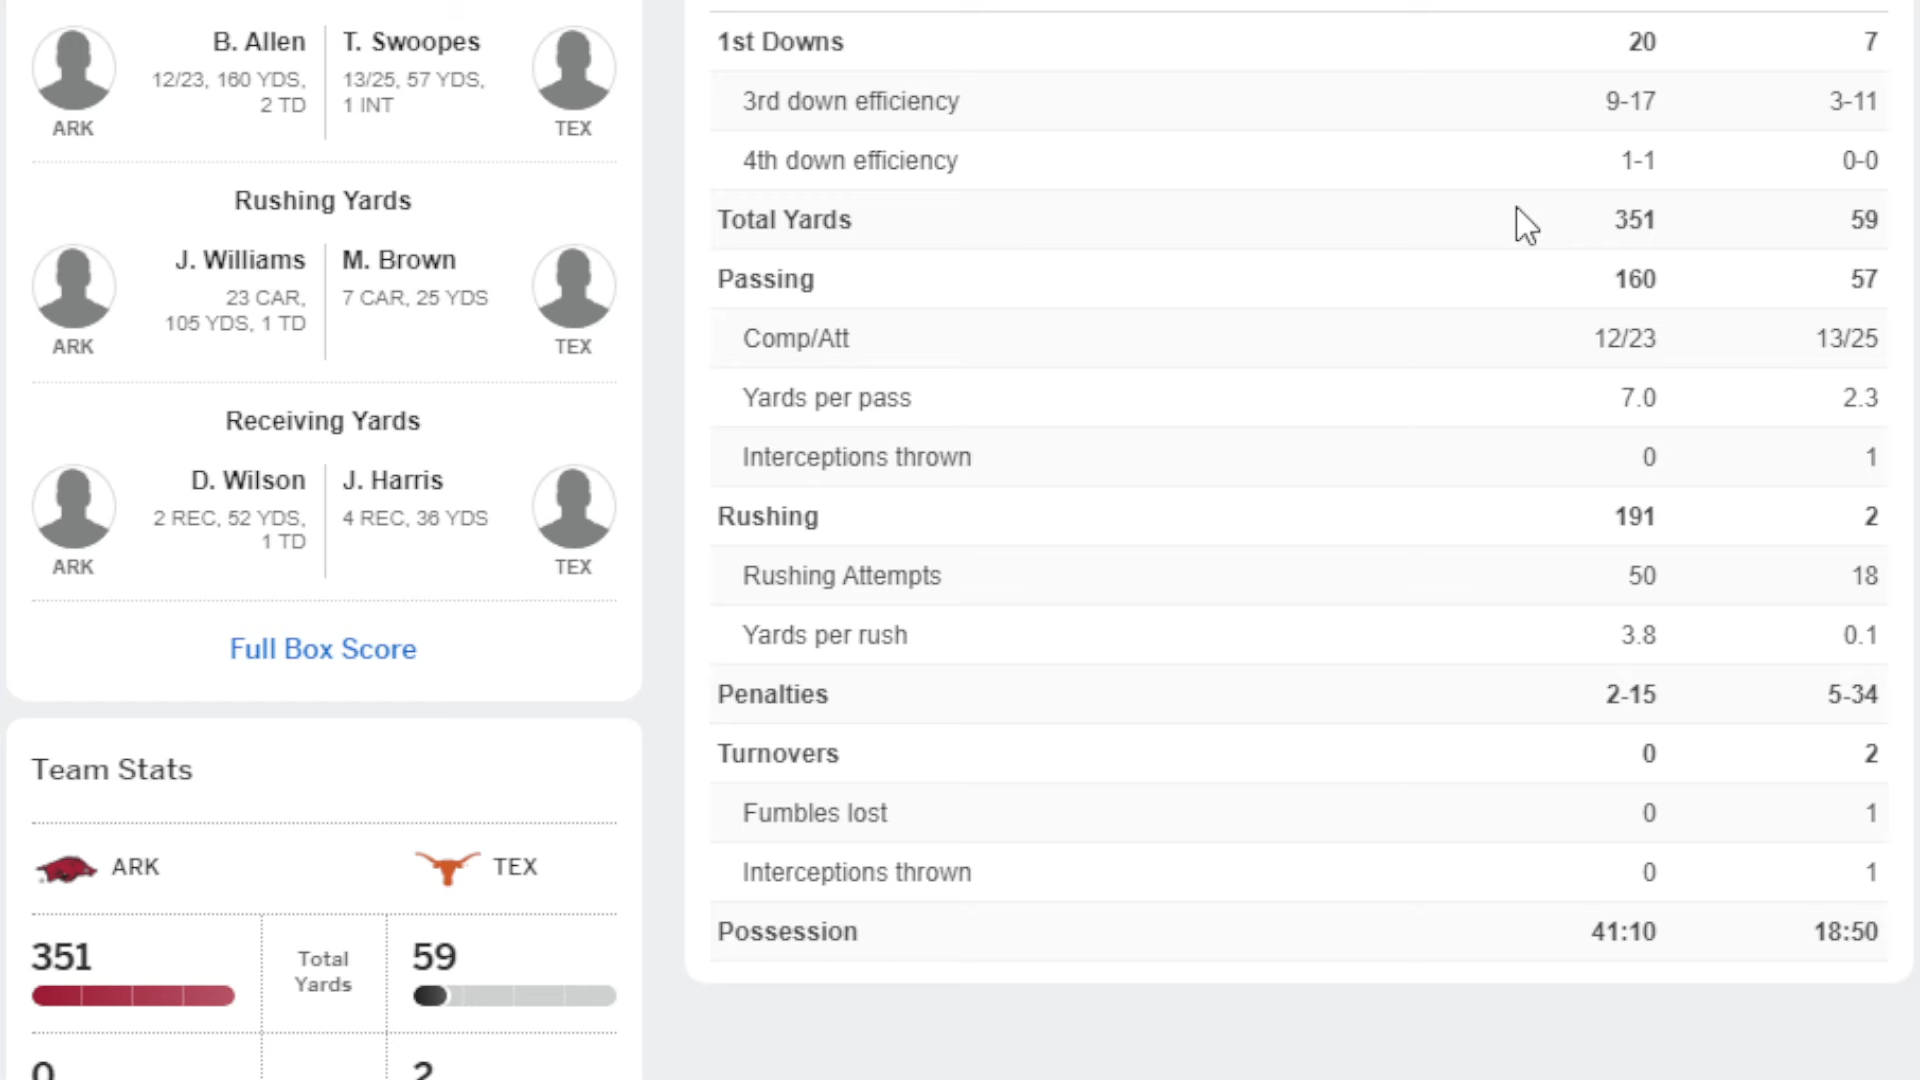 B. Allen
12/23, 160 YDS,
2 TD
ARK
T. Swoopes
13/25, 57 YDS,
1 INT
TEX
Rushing Yards
J. Williams
23 CAR,
105 YDS, 1 TD
ARK
M. Brown
7 CAR, 25 YDS
TEX
Receiving Yards
D. Wilson
2 REC, 52 YDS,
1 TD
ARK
J. Harris
4 REC, 36 YDS
TEX
Full Box Score
Team Stats
ARK TEX
351 Total Yards 59
0 2
1st Downs 20 7
3rd down efficiency 9-17 3-11
4th down efficiency 1-1 0-0
Total Yards 351 59
Passing 160 57
Comp/Att 12/23 13/25
Yards per pass 7.0 2.3
Interceptions thrown 0 1
Rushing 191 2
Rushing Attempts 50 18
Yards per rush 3.8 0.1
Penalties 2-15 5-34
Turnovers 0 2
Fumbles lost 0 1
Interceptions thrown 0 1
Possession 41:10 18:50